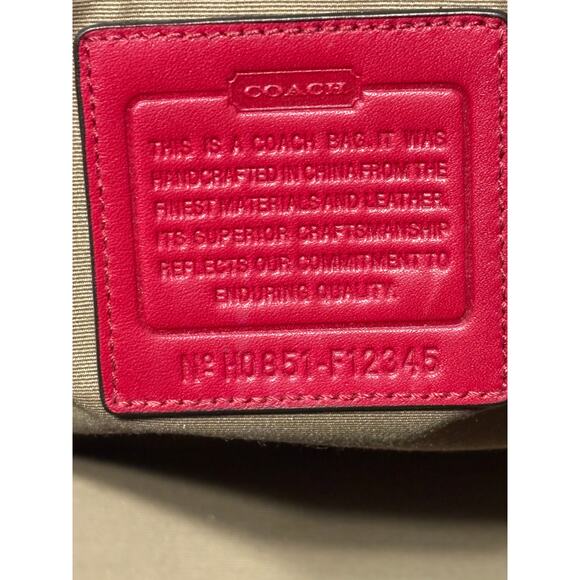 COACH
THIS IS A COACH BAG. IT WAS
HANDCRAFTED IN CHINA FROM THE
FINEST MATERIALS AND LEATHER.
ITS SUPERIOR CRAFTSMANSHIP
REFLECTS OUR COMMITMENT TO
ENDURING QUALITY.
Nº H0851-F12345